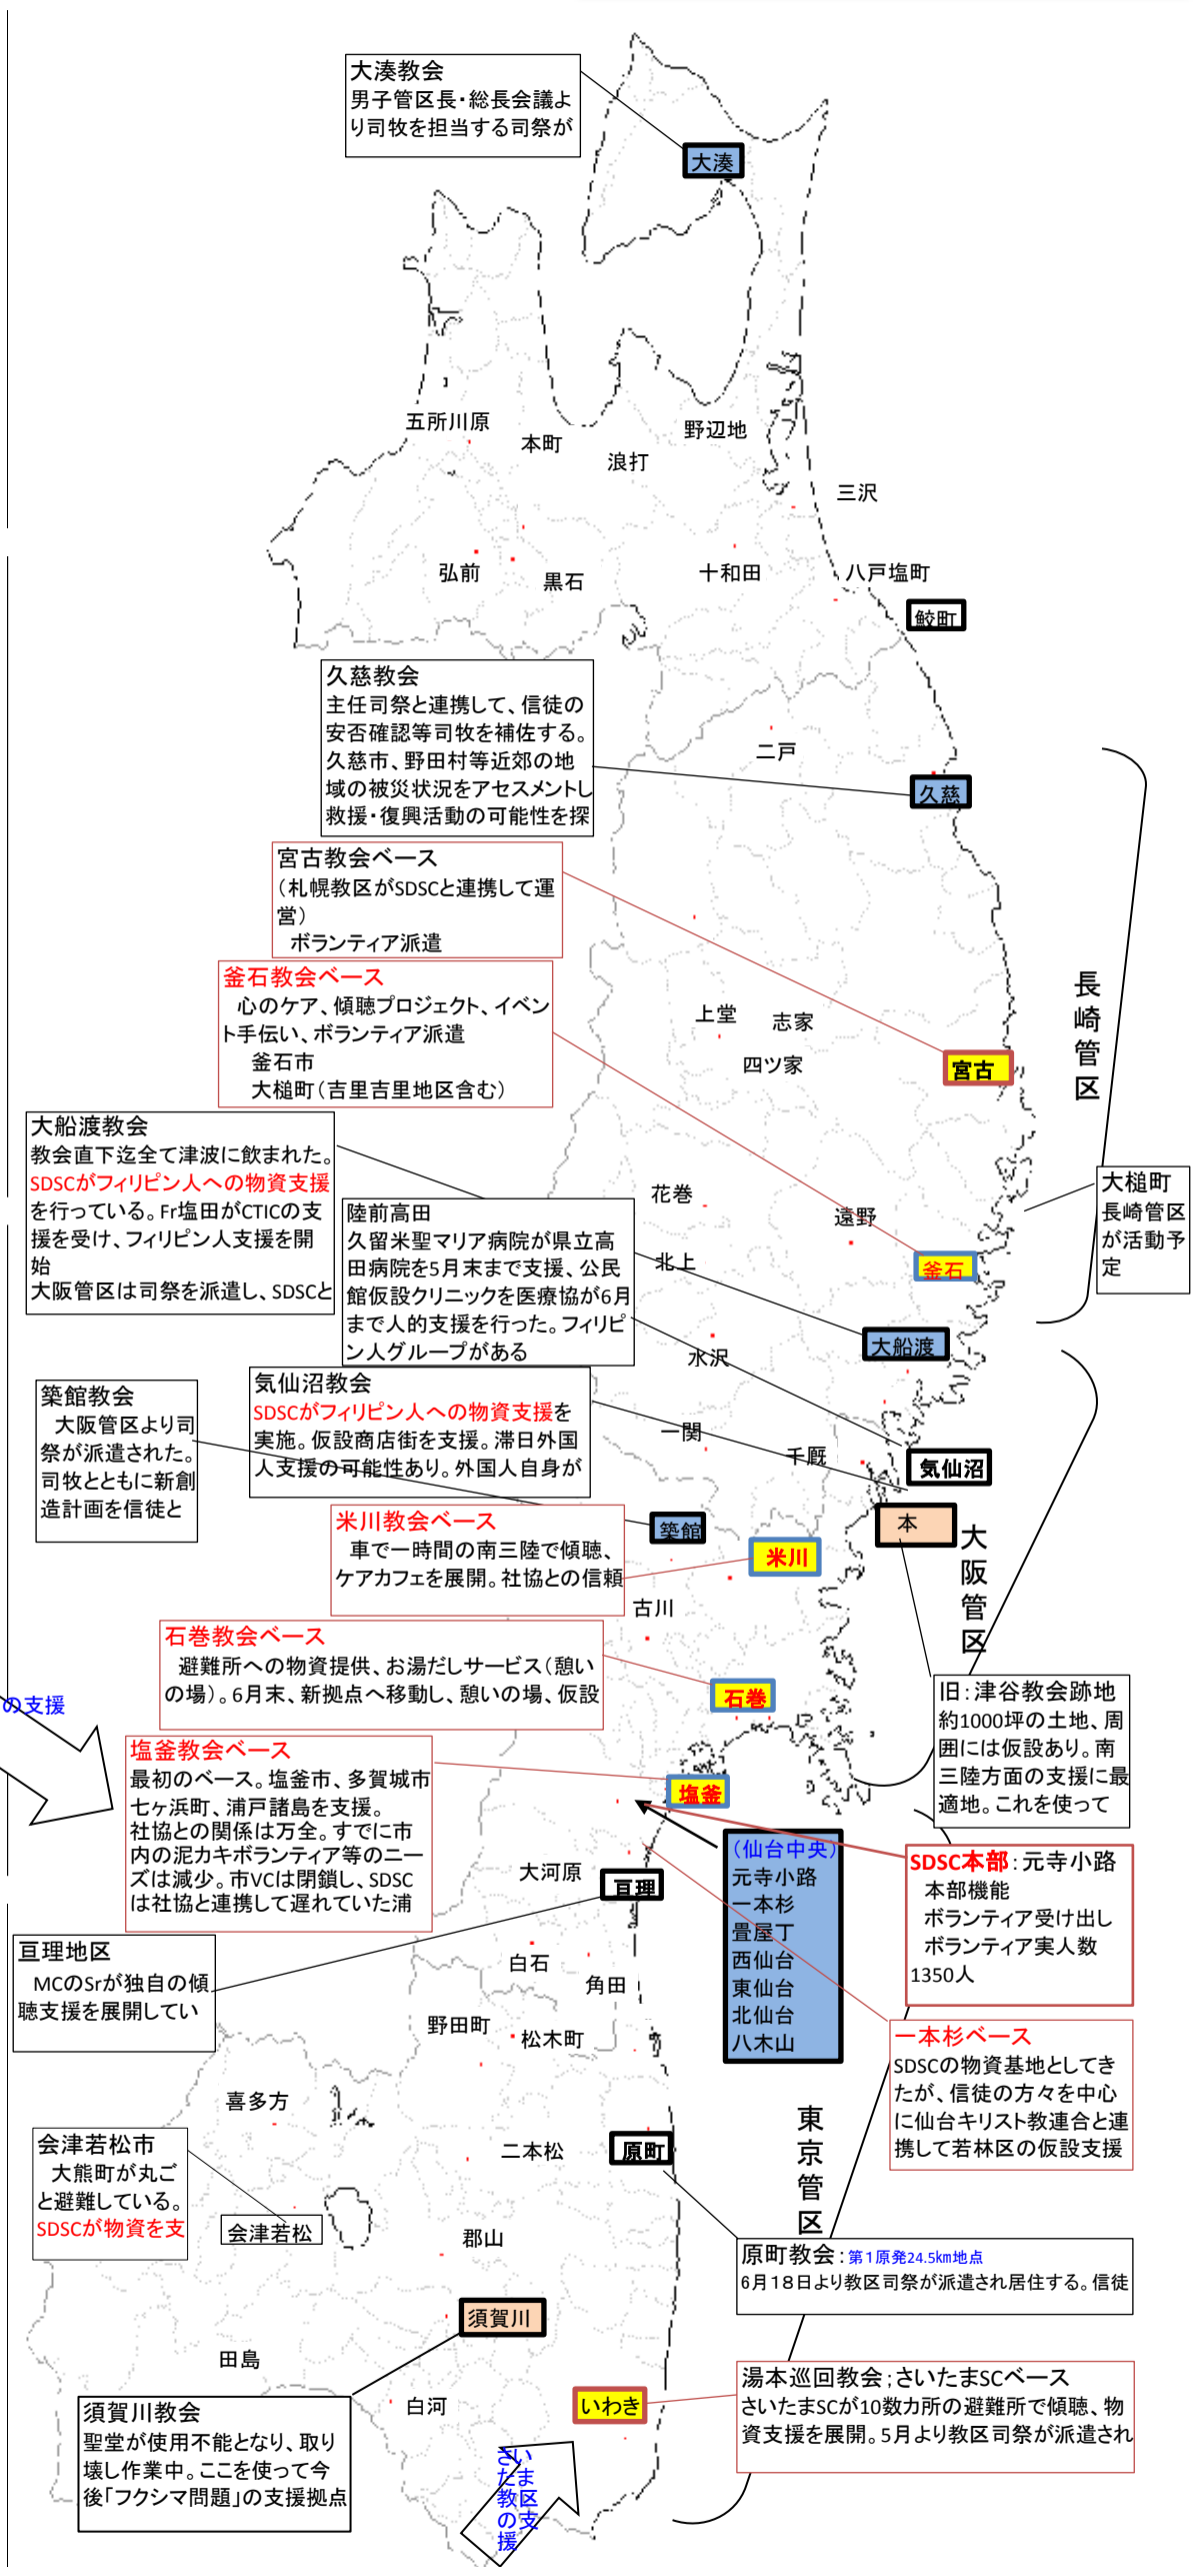 大湊教会
男子管区長・総長会議よ
り司牧を担当する司祭が
大湊
五所川原
本町
浪打
野辺地
三沢
弘前
黒石
十和田
八戸塩町
鮫町
久慈教会
主任司祭と連携して、信徒の
安否確認等司牧を補佐する。
久慈市、野田村等近郊の地
域の被災状況をアセスメントし
救援・復興活動の可能性を探
二戸
久慈
宮古教会ベース
（札幌教区がSDSCと連携して運
営）
ボランティア派遣
釜石教会ベース
心のケア、傾聴プロジェクト、イベン
ト手伝い、ボランティア派遣
釜石市
大槌町（吉里吉里地区含む）
上堂
志家
四ツ家
宮古
長崎管区
大船渡教会
教会直下迄全て津波に飲まれた。
SDSCがフィリピン人への物資支援
を行っている。Fr塩田がCTICの支
援を受け、フィリピン人支援を開
始
大阪管区は司祭を派遣し、SDSCと
陸前高田
久留米聖マリア病院が県立高
田病院を5月末まで支援、公民
館仮設クリニックを医療協が6月
まで人的支援を行った。フィリピ
ン人グループがある
花巻
遠野
北上
釜石
大槌町
長崎管区
が活動予
定
大船渡
水沢
築館教会
大阪管区より司
祭が派遣された。
司牧とともに新創
造計画を信徒と
気仙沼教会
SDSCがフィリピン人への物資支援を
実施。仮設商店街を支援。滞日外国
人支援の可能性あり。外国人自身が
一関
千厩
気仙沼
本
大阪管区
米川教会ベース
車で一時間の南三陸で傾聴、
ケアカフェを展開。社協との信頼
築館
米川
古川
石巻教会ベース
避難所への物資提供、お湯だしサービス（憩い
の場）。6月末、新拠点へ移動し、憩いの場、仮設
石巻
旧：津谷教会跡地
約1000坪の土地、周
囲には仮設あり。南
三陸方面の支援に最
適地。これを使って
の支援
塩釜教会ベース
最初のベース。塩釜市、多賀城市
七ヶ浜町、浦戸諸島を支援。
社協との関係は万全。すでに市
内の泥カキボランティア等のニー
ズは減少。市VCは閉鎖し、SDSC
は社協と連携して遅れていた浦
塩釜
（仙台中央）
元寺小路
一本杉
畳屋丁
西仙台
東仙台
北仙台
八木山
SDSC本部：元寺小路
本部機能
ボランティア受け出し
ボランティア実人数
1350人
大河原
亘理
亘理地区
MCのSrが独自の傾
聴支援を展開してい
白石
角田
野田町
松木町
一本杉ベース
SDSCの物資基地としてき
たが、信徒の方々を中心
に仙台キリスト教連合と連
携して若林区の仮設支援
東京管区
喜多方
会津若松市
大熊町が丸ご
と避難している。
SDSCが物資を支
会津若松
二本松
原町
郡山
原町教会：第１原発24.5㎞地点
6月１８日より教区司祭が派遣され居住する。信徒
須賀川
田島
湯本巡回教会；さいたまSCベース
さいたまSCが10数カ所の避難所で傾聴、物
資支援を展開。5月より教区司祭が派遣され
須賀川教会
聖堂が使用不能となり、取り
壊し作業中。ここを使って今
後「フクシマ問題」の支援拠点
白河
いわき
さいたま教区の支援